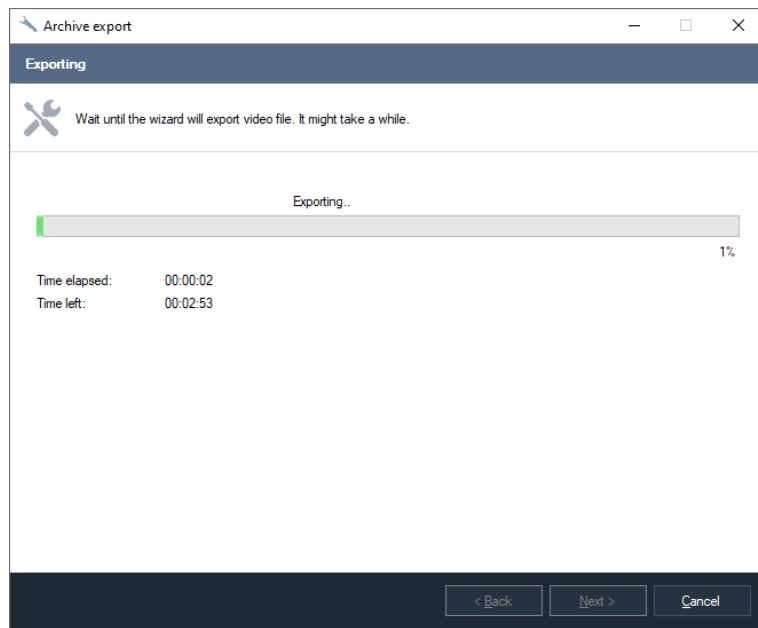 Archive export
Exporting
Wait until the wizard will export video file. It might take a while.
Exporting..
1%
Time elapsed: 00:00:02
Time left: 00:02:53
< Back Next > Cancel